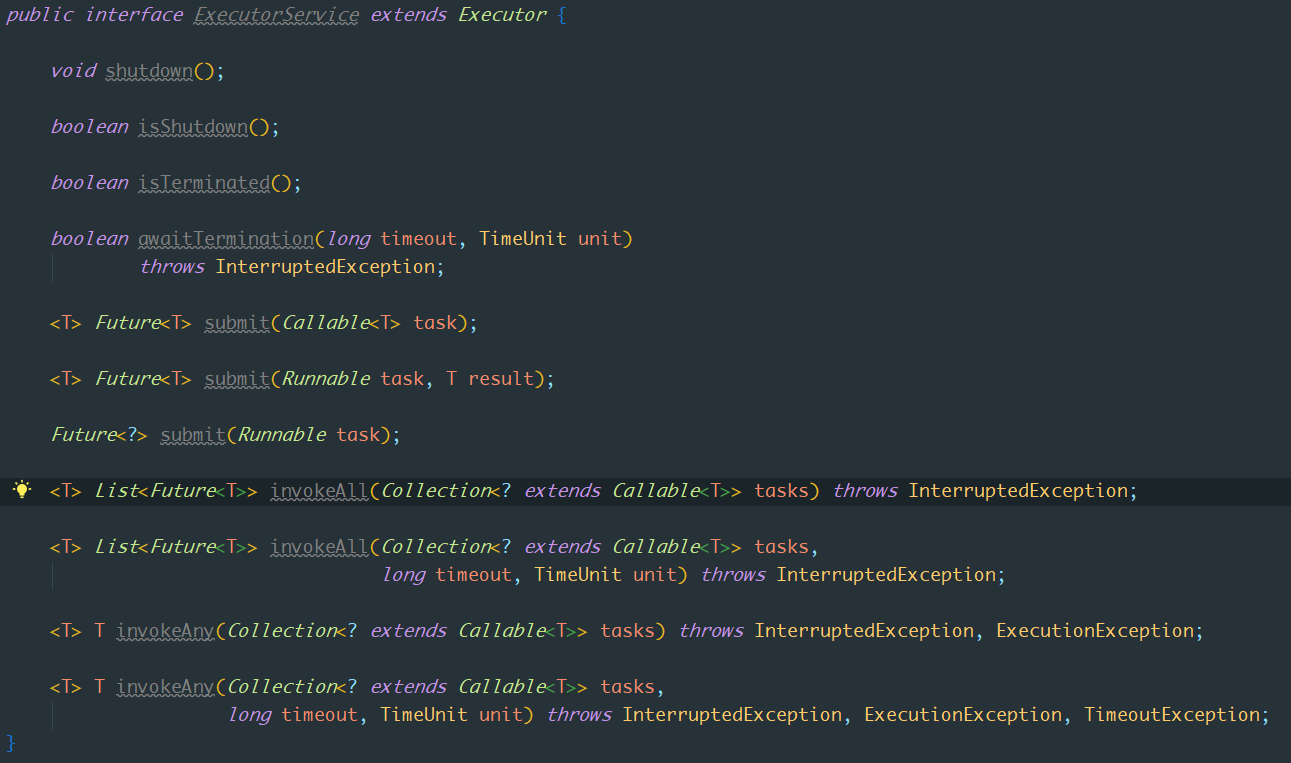 public interface ExecutorService extends Executor {
void shutdown();
boolean isShutdown();
boolean isTerminated();
boolean awaitTermination(long timeout, TimeUnit unit)
throws InterruptedException;
<T> Future<T> submit(Callable<T> task);
<T> Future<T> submit(Runnable task, T result);
Future<?> submit(Runnable task);
<T> List<Future<T>> invokeAll(Collection<? extends Callable<T>> tasks) throws InterruptedException;
<T> List<Future<T>> invokeAll(Collection<? extends Callable<T>> tasks,
long timeout, TimeUnit unit) throws InterruptedException;
<T> T invokeAny(Collection<? extends Callable<T>> tasks) throws InterruptedException, ExecutionException;
<T> T invokeAny(Collection<? extends Callable<T>> tasks,
long timeout, TimeUnit unit) throws InterruptedException, ExecutionException, TimeoutException;
}